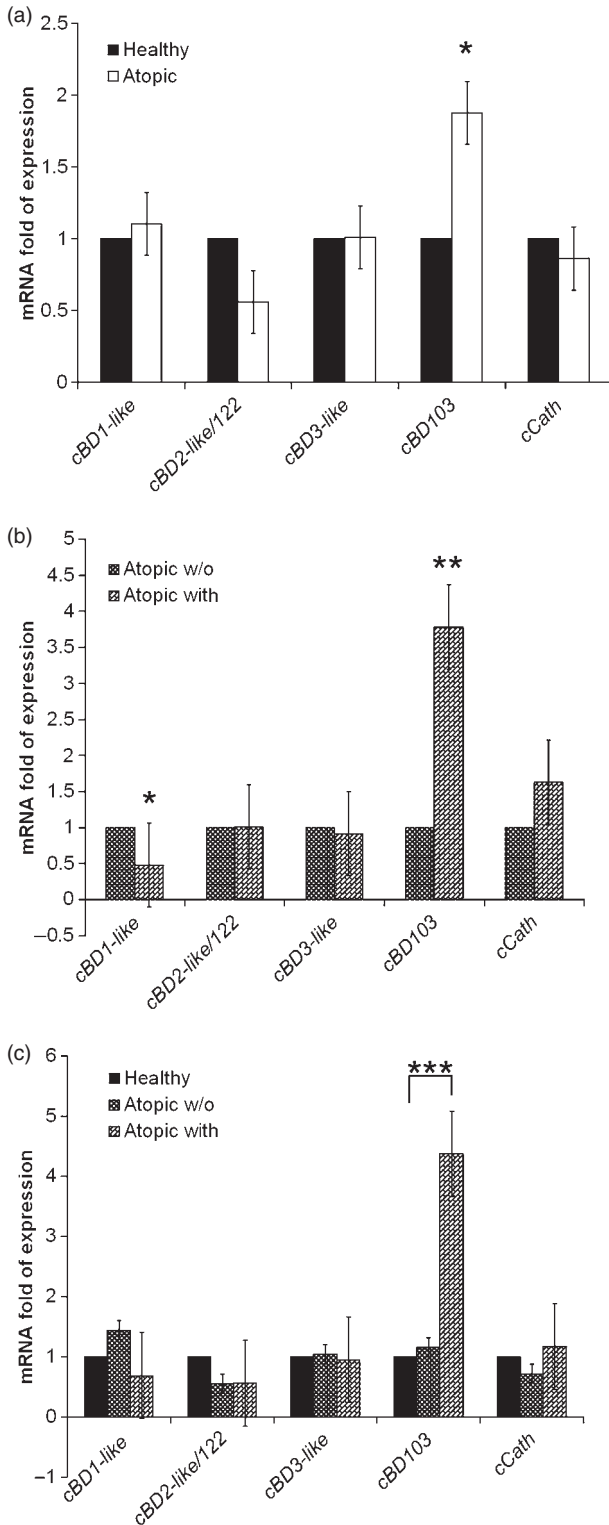 (a)
2.5
2
1.5
1
0.5
0
mRNA fold of expression
Healthy
Atopic
*
cBD1-like
cBD2-like/122
cBD3-like
cBD103
cCath
(b)
5
4.5
4
3.5
3
2.5
2
1.5
1
0.5
0
–0.5
mRNA fold of expression
Atopic w/o
Atopic with
*
**
cBD1-like
cBD2-like/122
cBD3-like
cBD103
cCath
(c)
6
5
4
3
2
1
0
–1
mRNA fold of expression
Healthy
Atopic w/o
Atopic with
***
cBD1-like
cBD2-like/122
cBD3-like
cBD103
cCath